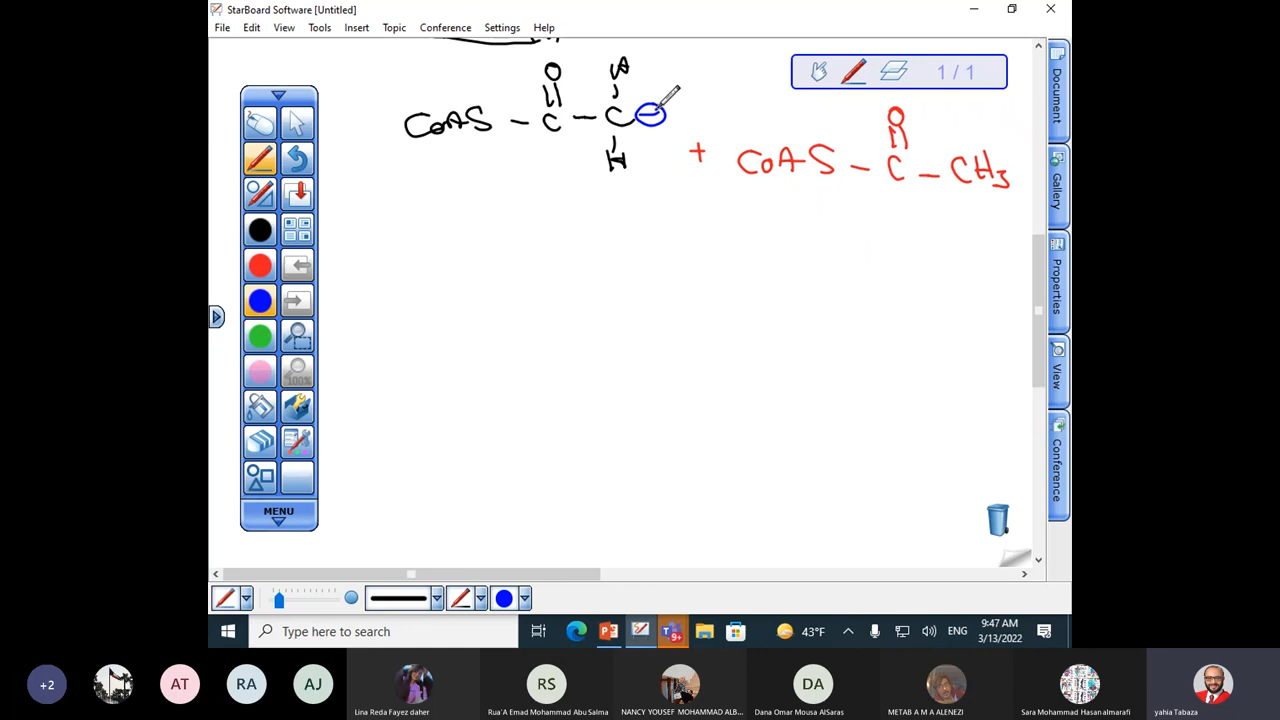 StarBoard Software [Untitled]
File Edit View Tools Insert Topic Conference Settings Help
1 / 1
O H
CoAS - C - C -
H
+ CoAS - C - CH3
O
Document
Gallery
Properties
View
Conference
100%
MENU
Type here to search
9+
43°F
ENG
9:47 AM
3/13/2022
+2
AT
RA
AJ
Lina Reda Fayez daher
RS
Rua'A Emad Mohammad Abu Salma
NANCY YOUSEF MOHAMMAD ALB...
DA
Dana Omar Mousa AlSaras
METAB A M A ALENEZI
Sara Mohammad Hasan almarafi
yahia Tabaza